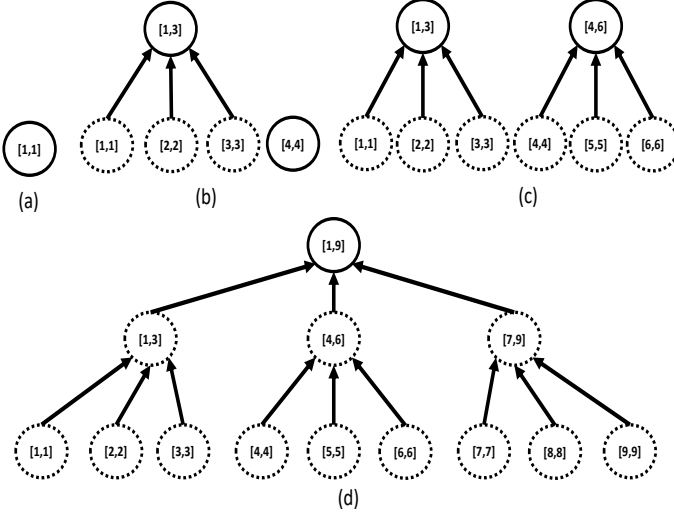 [1,3] [1,3] [4,6]
[1,1] [1,1] [2,2] [3,3] [4,4] [1,1] [2,2] [3,3] [4,4] [5,5] [6,6]
(a) (b) (c)
[1,9]
[1,3] [4,6] [7,9]
[1,1] [2,2] [3,3] [4,4] [5,5] [6,6] [7,7] [8,8] [9,9]
(d)